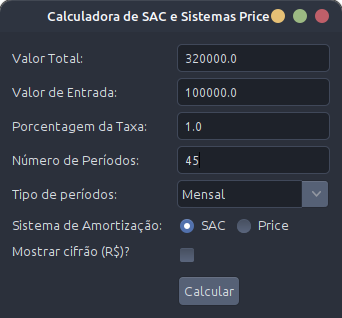 Calculadora de SAC e Sistemas Price
Valor Total: 320000.0
Valor de Entrada: 100000.0
Porcentagem da Taxa: 1.0
Número de Períodos: 45
Tipo de períodos: Mensal
Sistema de Amortização: SAC Price
Mostrar cifrão (R$)?
Calcular